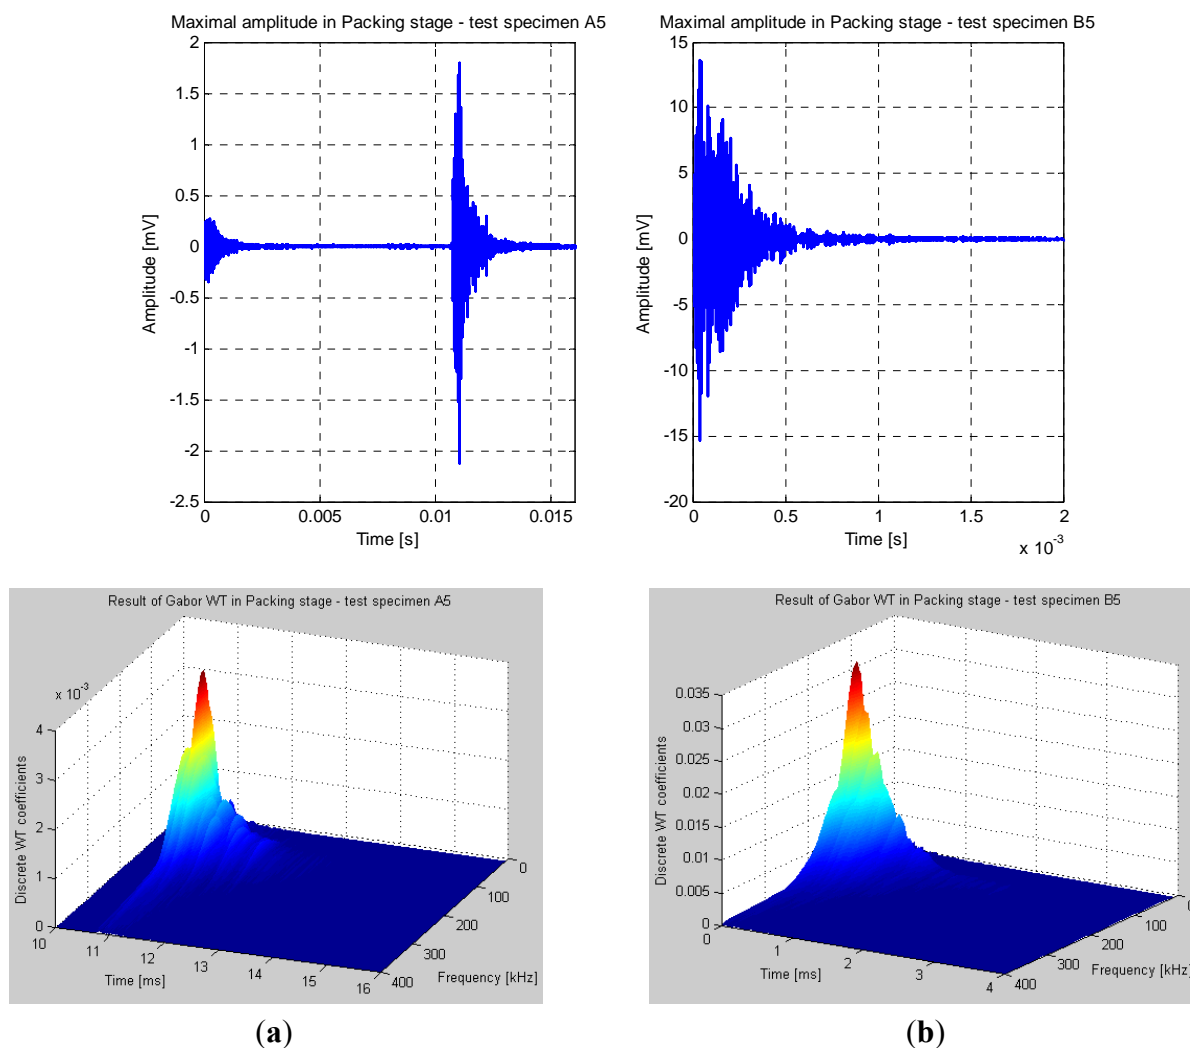 Maximal amplitude in Packing stage - test specimen A5
2
1.5
1
0.5
0
-0.5
-1
-1.5
-2
-2.5
Amplitude [mV]
0 0.005 0.01 0.015
Time [s]
Maximal amplitude in Packing stage - test specimen B5
15
10
5
0
-5
-10
-15
-20
Amplitude [mV]
0 0.5 1 1.5 2
Time [s]
x 10-3
Result of Gabor WT in Packing stage - test specimen A5
x 10-3
4
3
2
1
0
Discrete WT coefficients
10 11 12 13 14 15 16
Time [ms]
0
100
200
300
400
Frequency [kHz]
Result of Gabor WT in Packing stage - test specimen B5
0.035
0.03
0.025
0.02
0.015
0.01
0.005
0
Discrete WT coefficients
0 1 2 3 4
Time [ms]
0
100
200
300
400
Frequency [kHz]
(a)
(b)